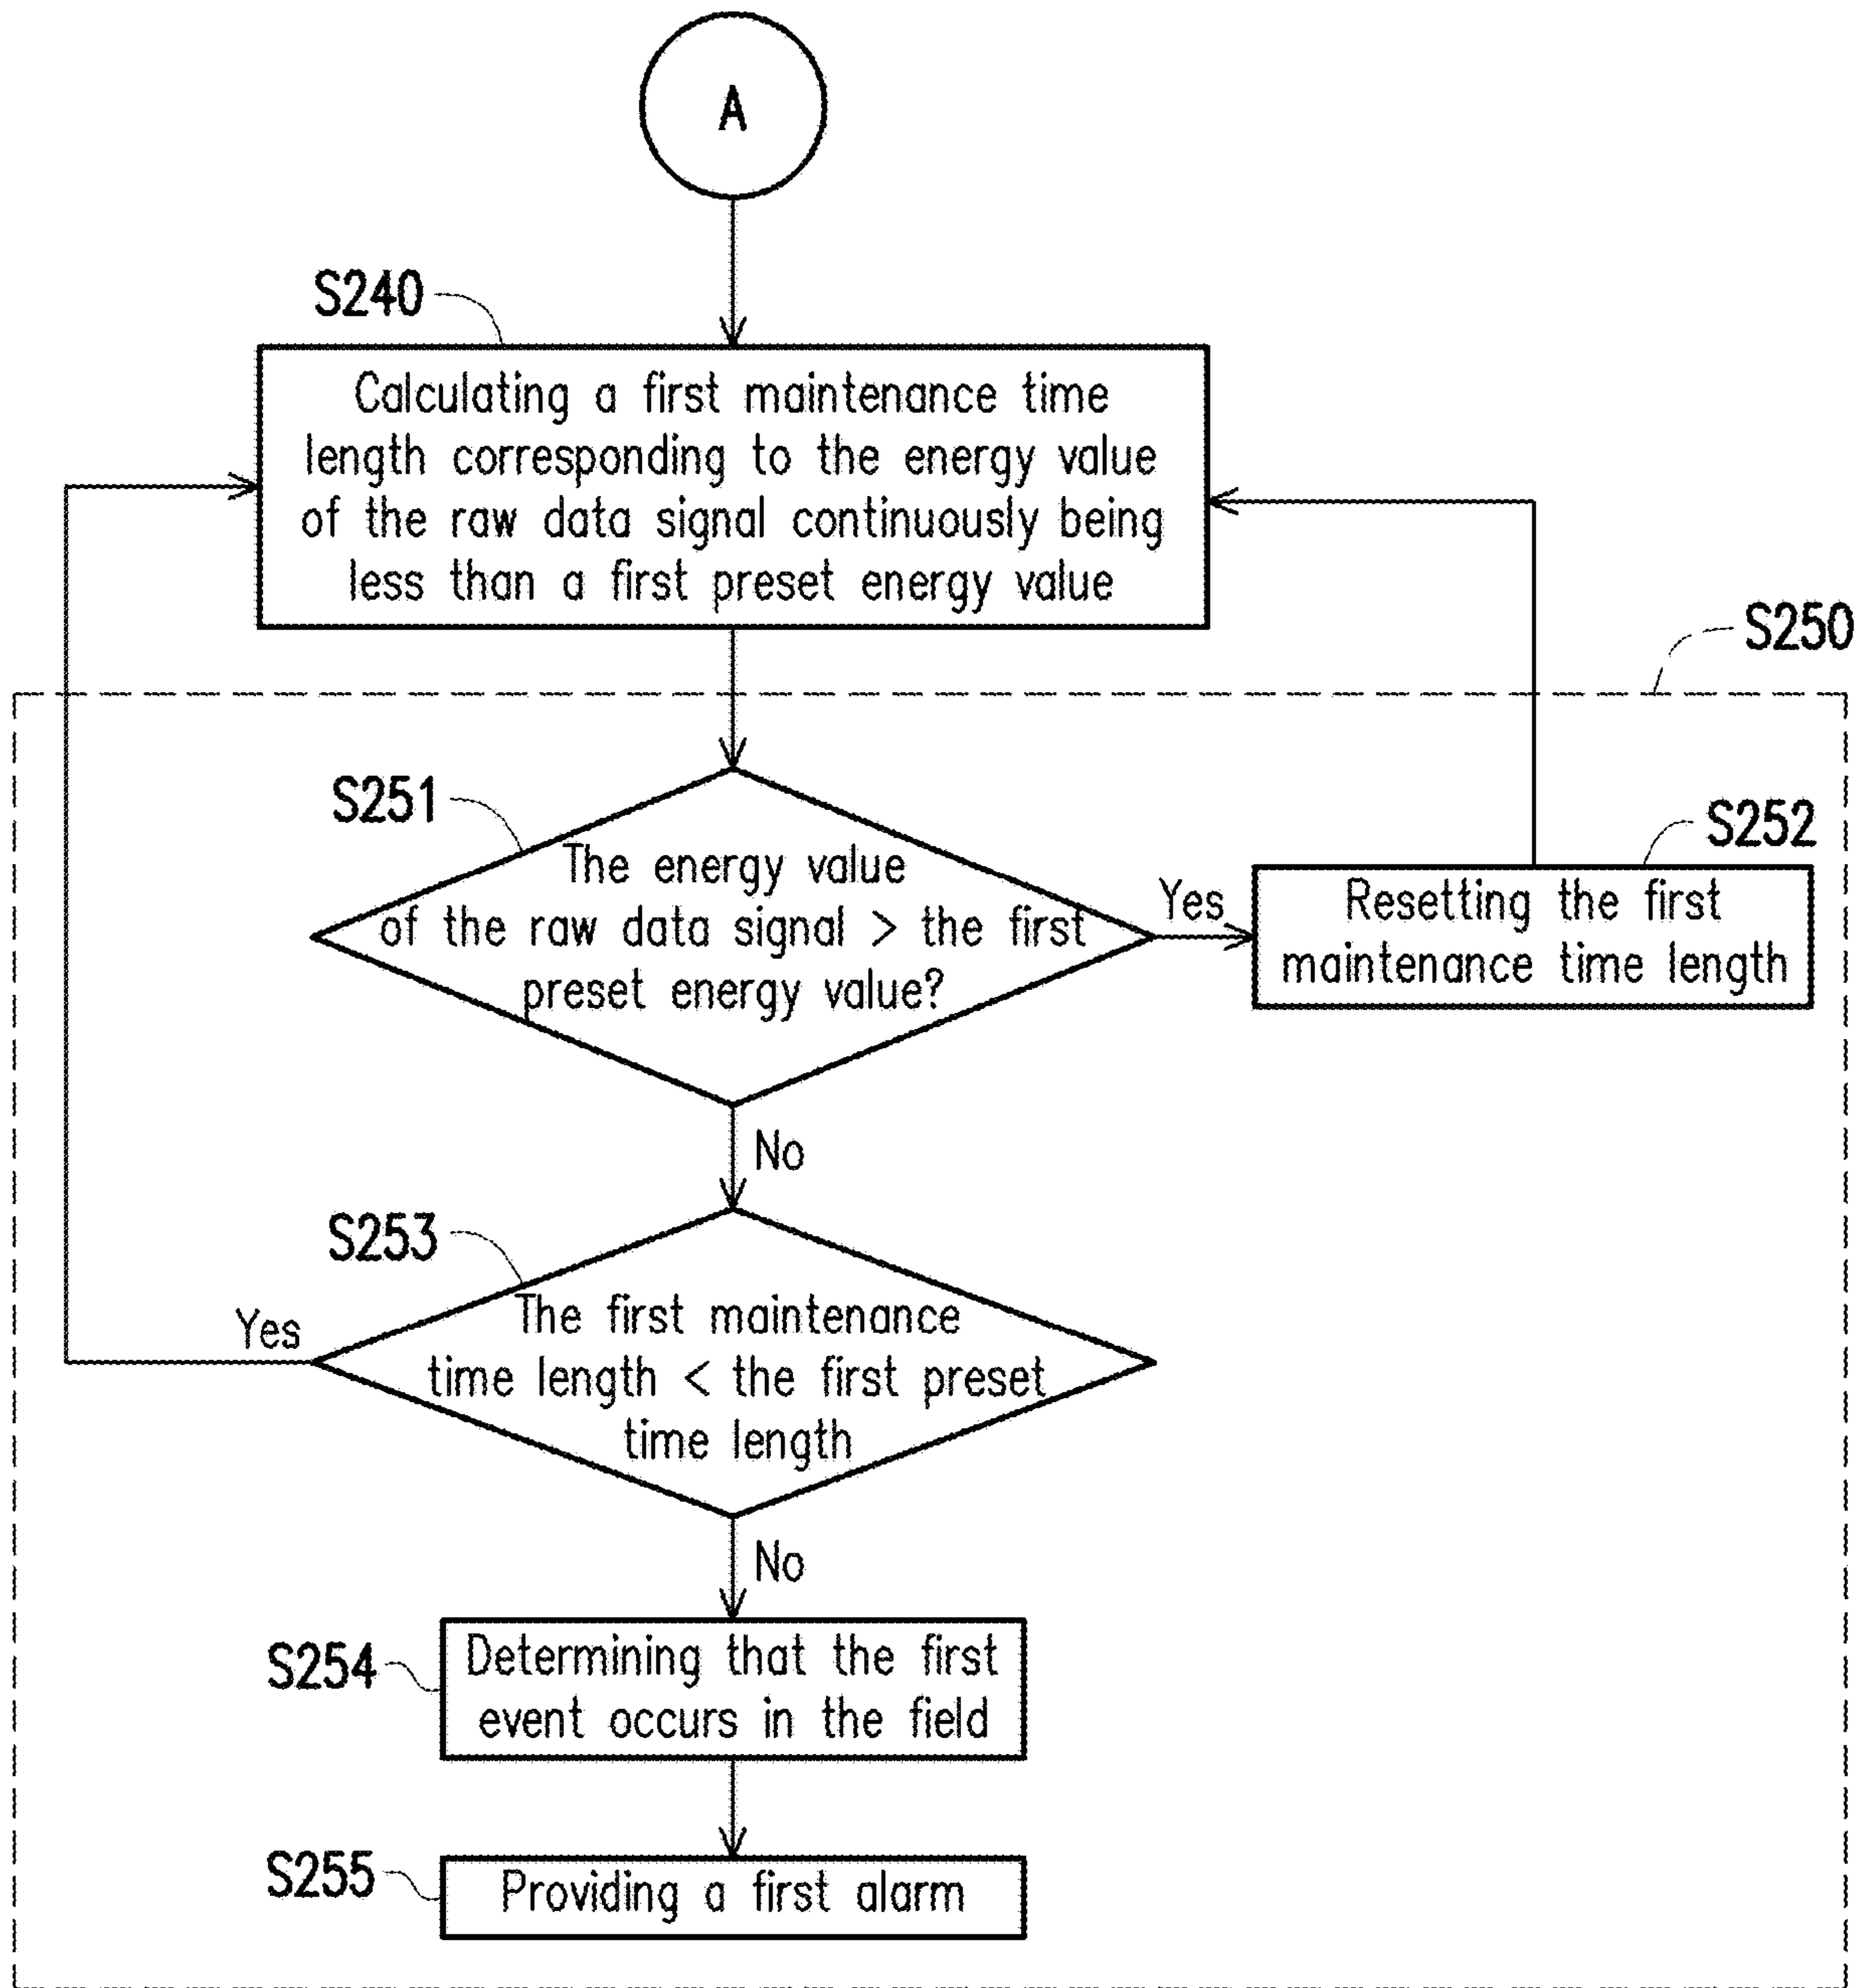 A
S240
Calculating a first maintenance time
length corresponding to the energy value
of the raw data signal continuously being
less than a first preset energy value
S250
S251
The energy value
of the raw data signal > the first
preset energy value?
Yes
S252
Resetting the first
maintenance time length
No
S253
The first maintenance
time length < the first preset
time length
Yes
No
S254
Determining that the first
event occurs in the field
S255
Providing a first alarm